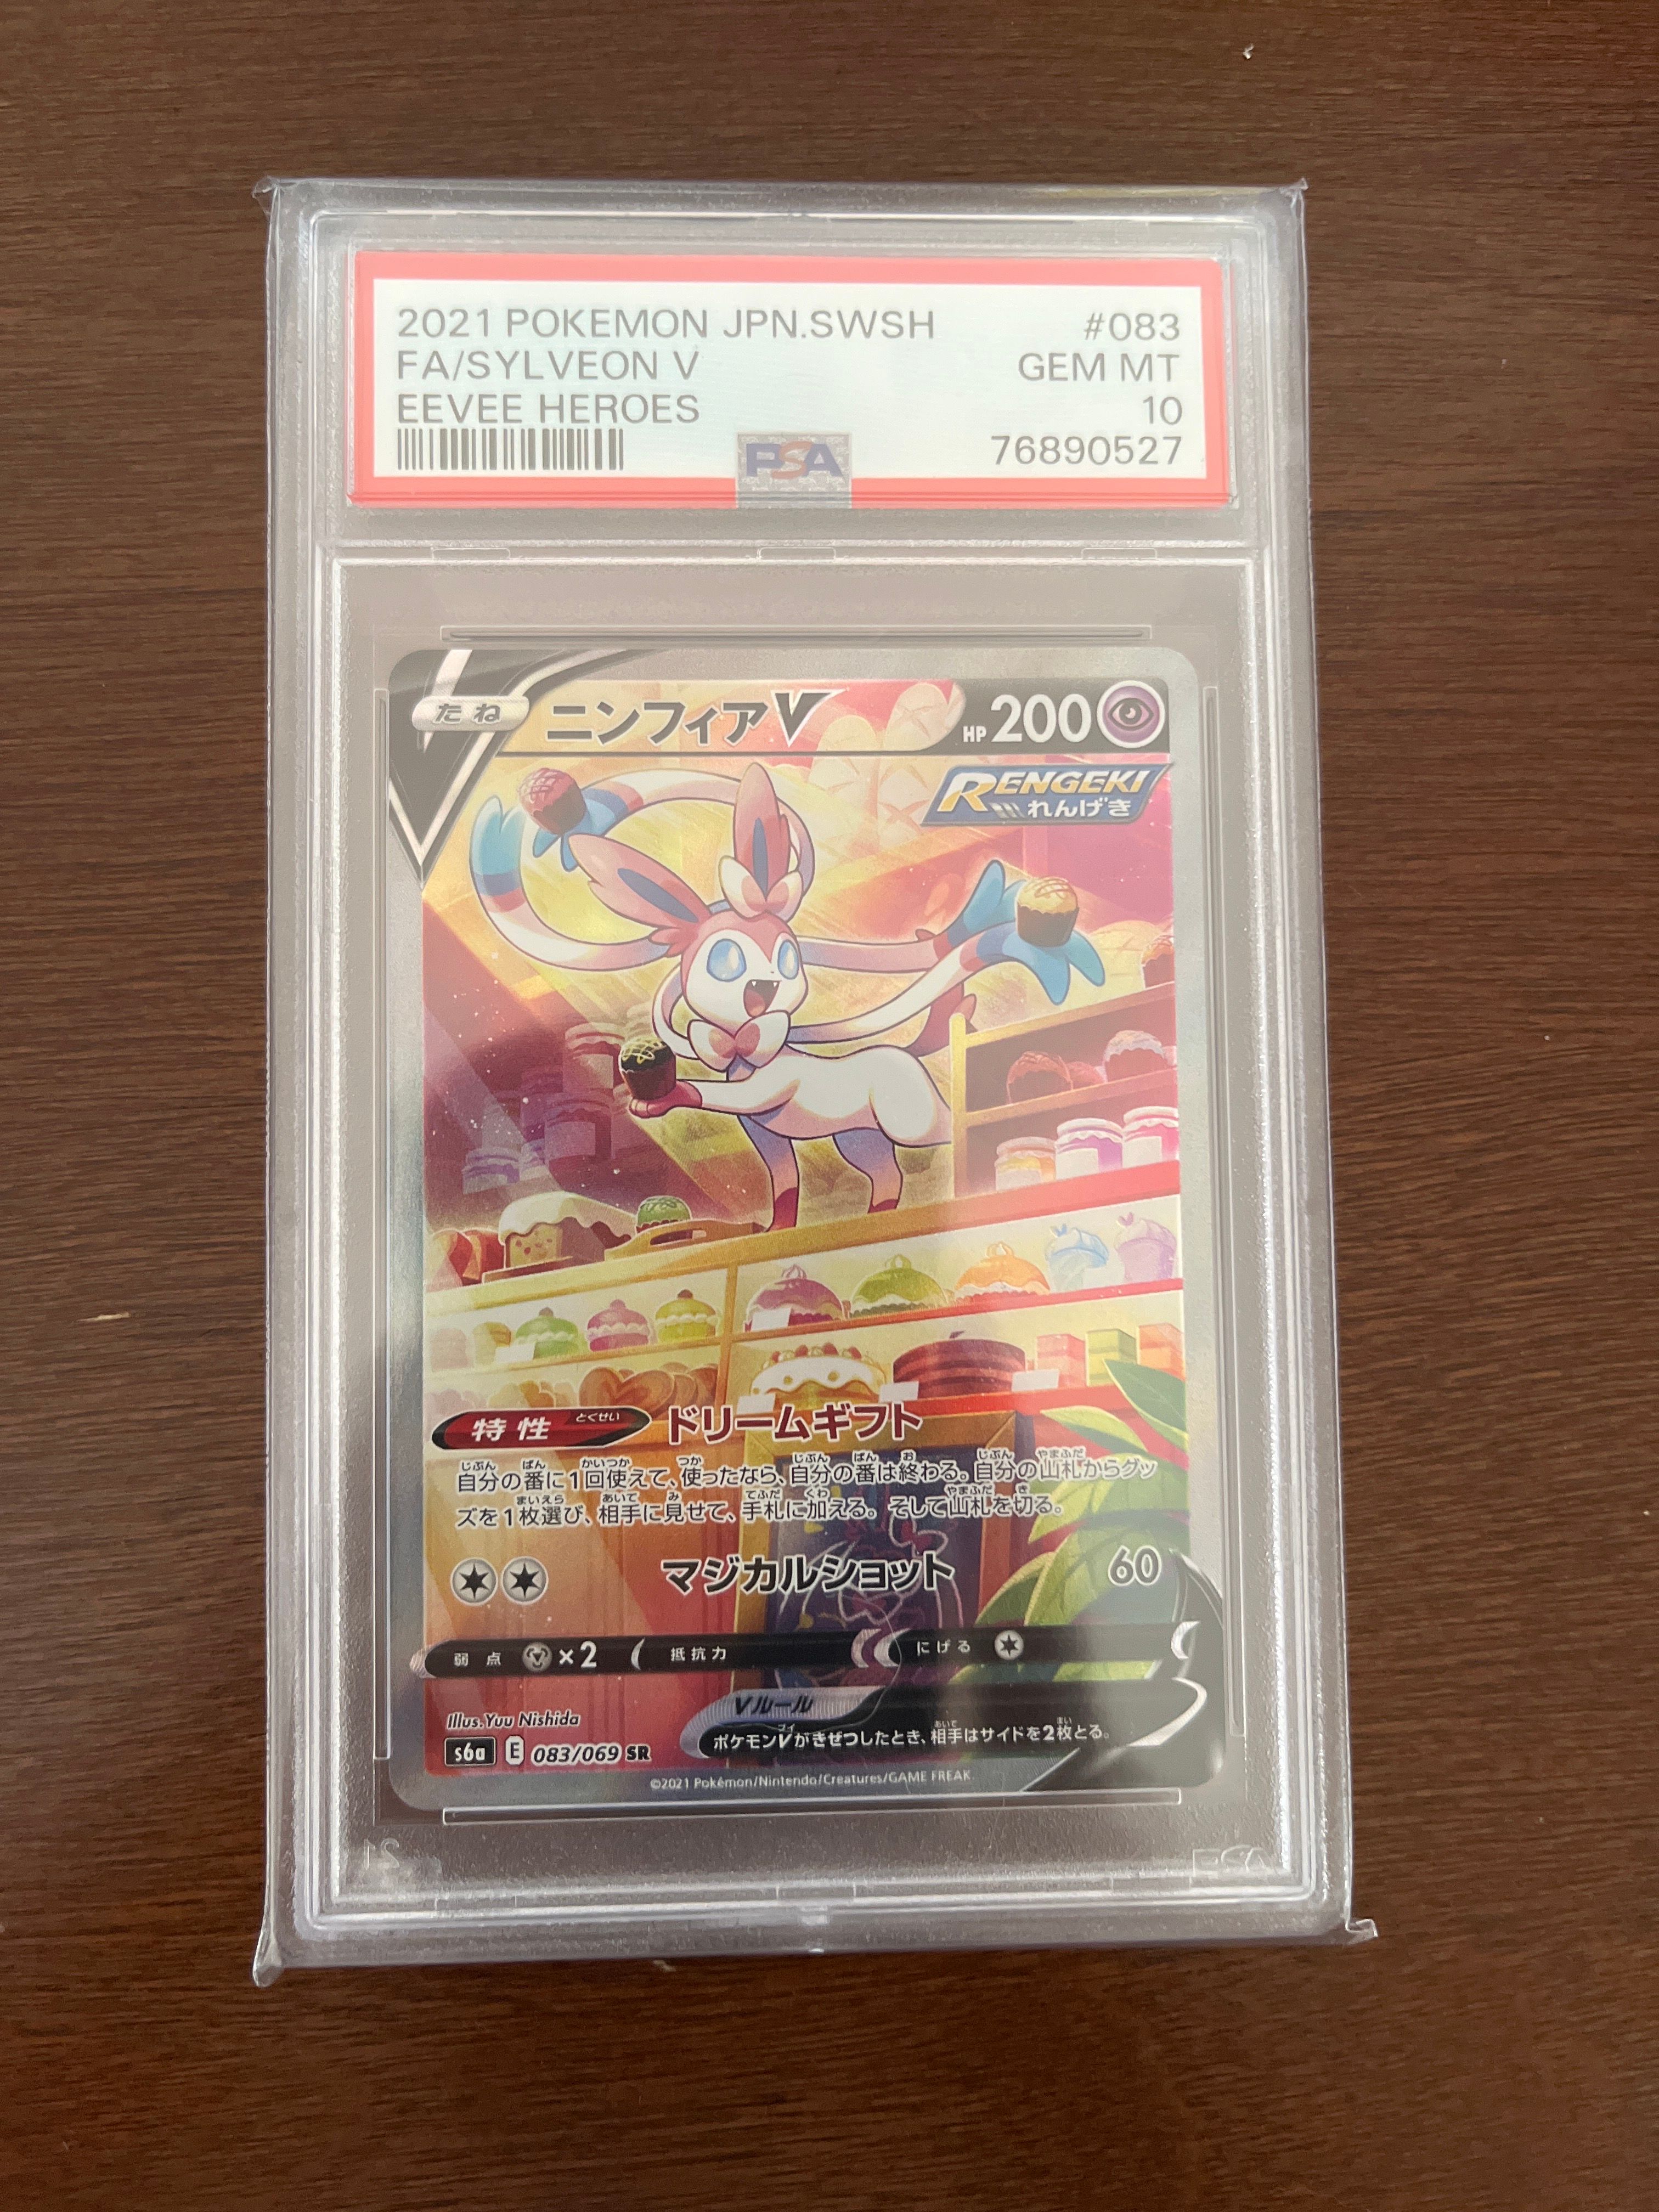 2021 POKEMON JPN.SWSH #083
FA/SYLVEON V GEM MT
EEVEE HEROES 10
PSA 76890527
たね ニンフィアV HP 200
RENGEKI
れんげき
特性 とくせい ドリームギフト
自分の番に1回使えて、使ったなら、自分の番は終わる。自分の山札からグッ
ズを1枚選び、相手に見せて、手札に加える。そして山札を切る。
マジカルショット 60
弱点 ×2 抵抗力 にげる
Vルール
ポケモンVがきぜつしたとき、相手はサイドを2枚とる。
Illus. Yuu Nishida
s6a E 083/069 SR
©2021 Pokémon/Nintendo/Creatures/GAME FREAK
PSA